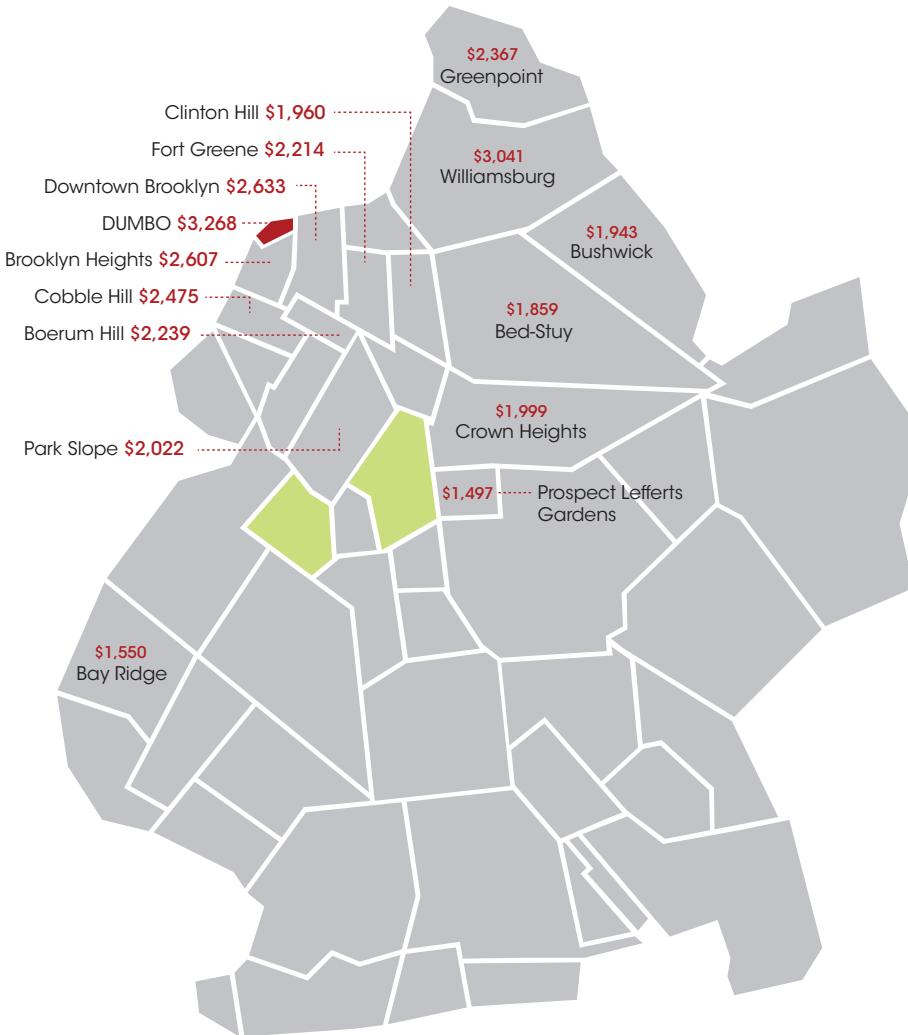 $2,367
Greenpoint
Clinton Hill $1,960
Fort Greene $2,214
$3,041
Williamsburg
Downtown Brooklyn $2,633
DUMBO $3,268
$1,943
Bushwick
Brooklyn Heights $2,607
Cobble Hill $2,475
$1,859
Bed-Stuy
Boerum Hill $2,239
$1,999
Crown Heights
Park Slope $2,022
$1,497 Prospect Lefferts
Gardens
$1,550
Bay Ridge